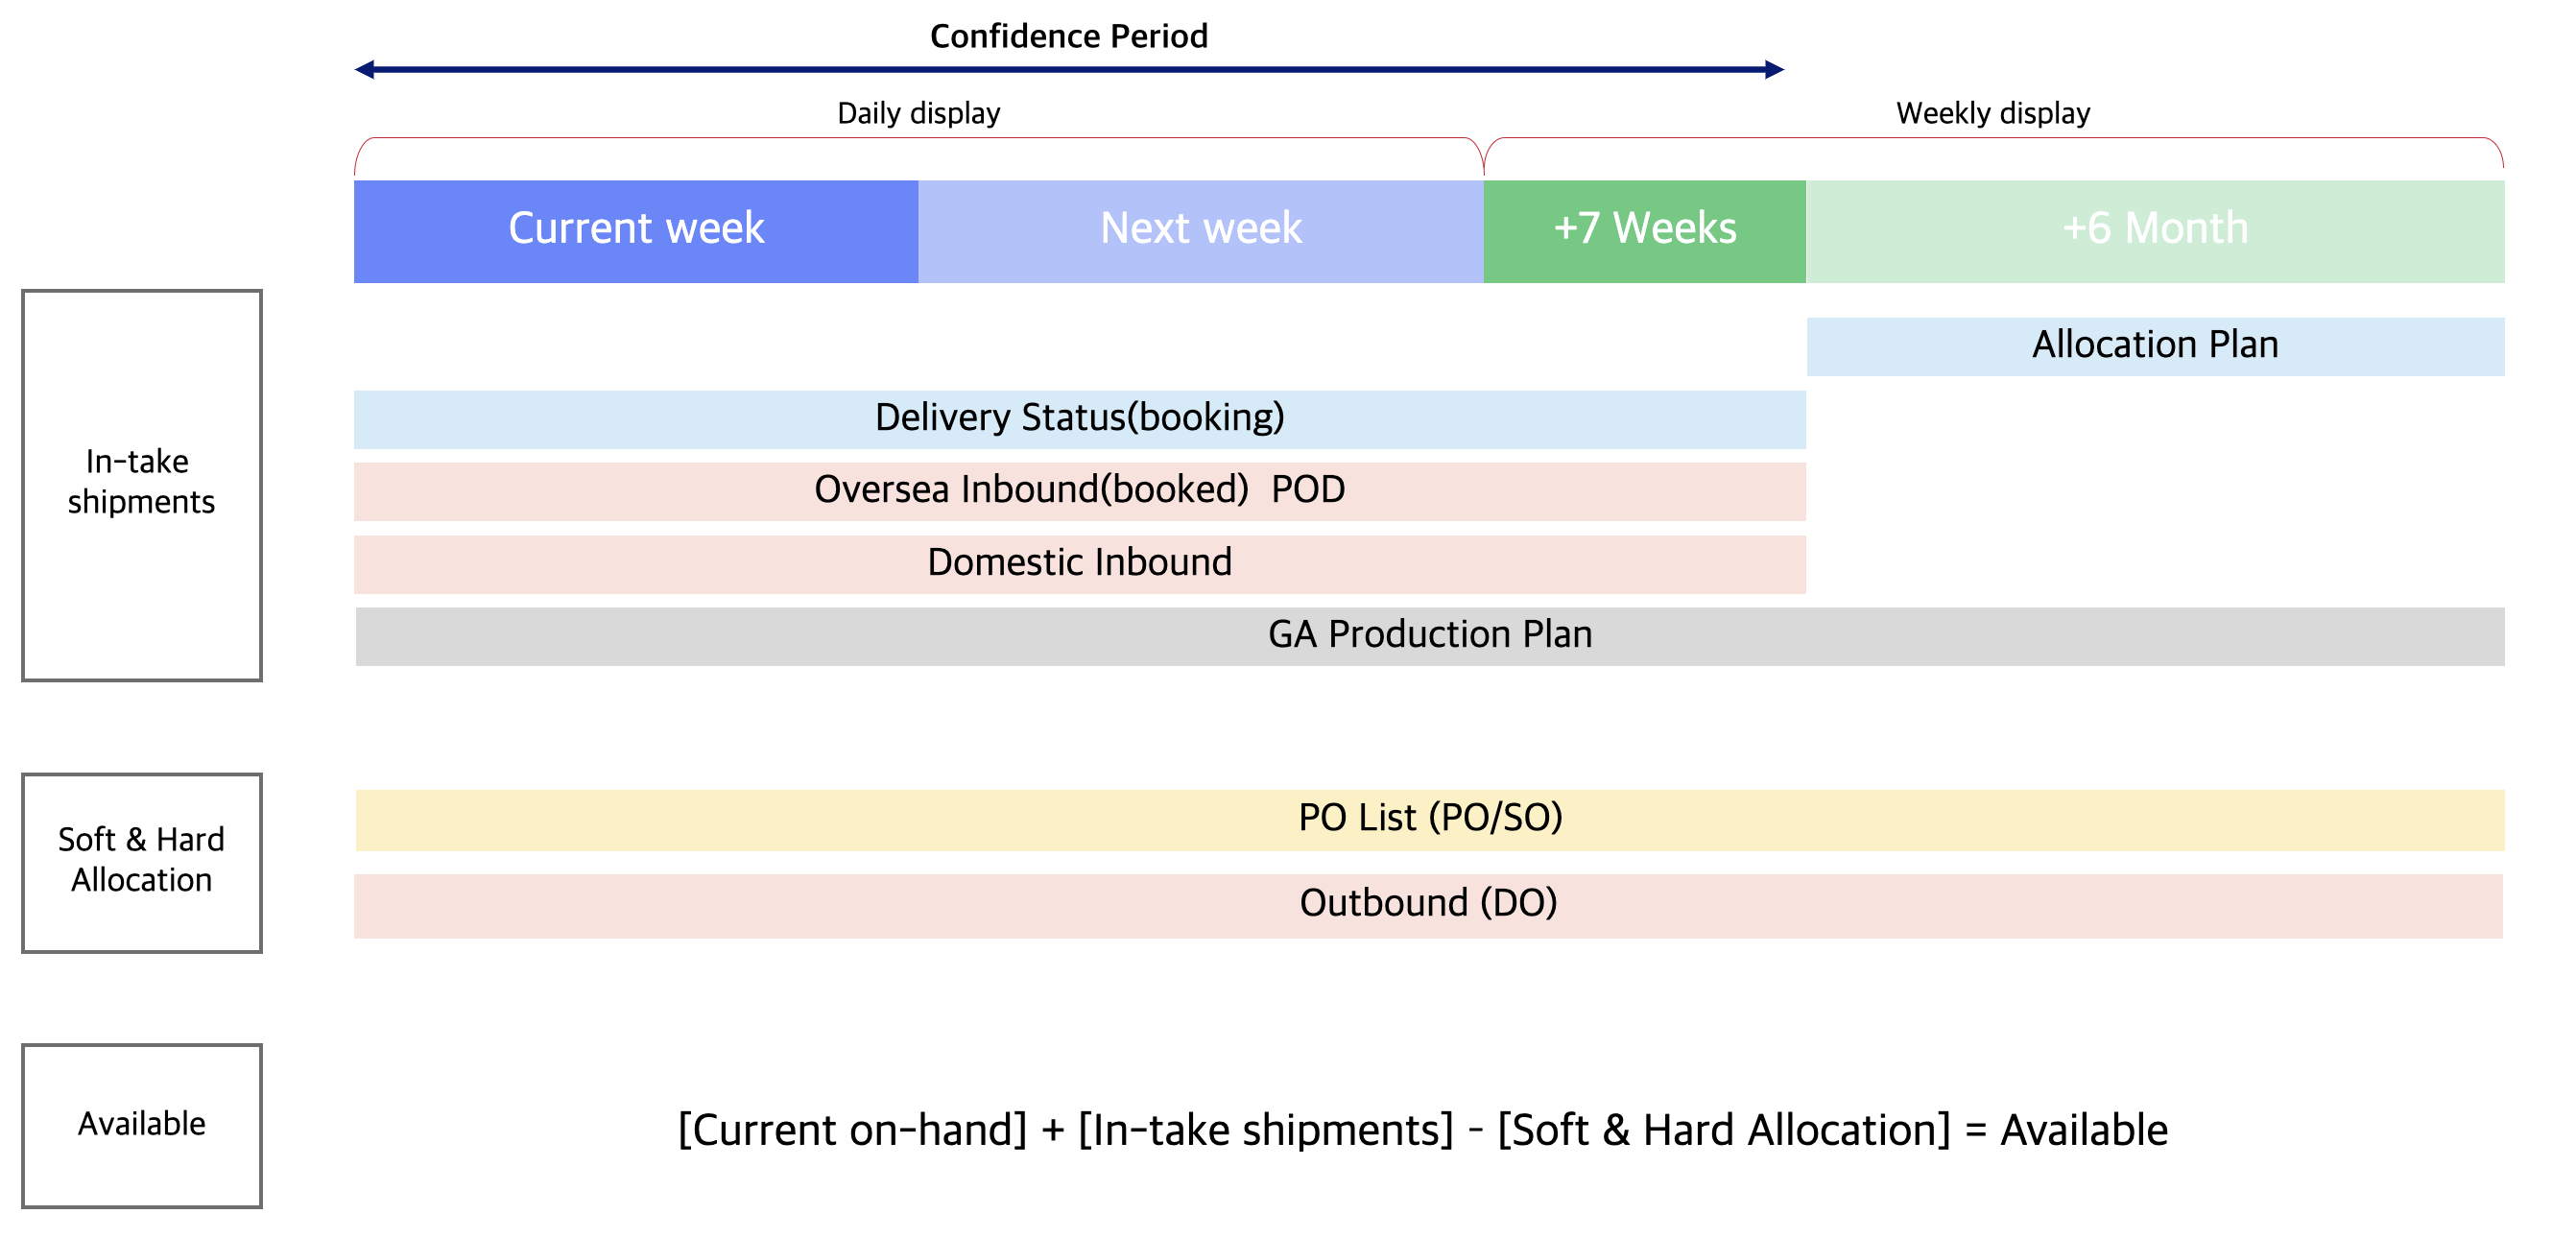 Confidence Period
Daily display
Weekly display
Current week
Next week
+7 Weeks
+6 Month
In-take
shipments
Allocation Plan
Delivery Status(booking)
Oversea Inbound(booked)  POD
Domestic Inbound
GA Production Plan
Soft & Hard
Allocation
PO List (PO/SO)
Outbound (DO)
Available
[Current on-hand] + [In-take shipments] - [Soft & Hard Allocation] = Available